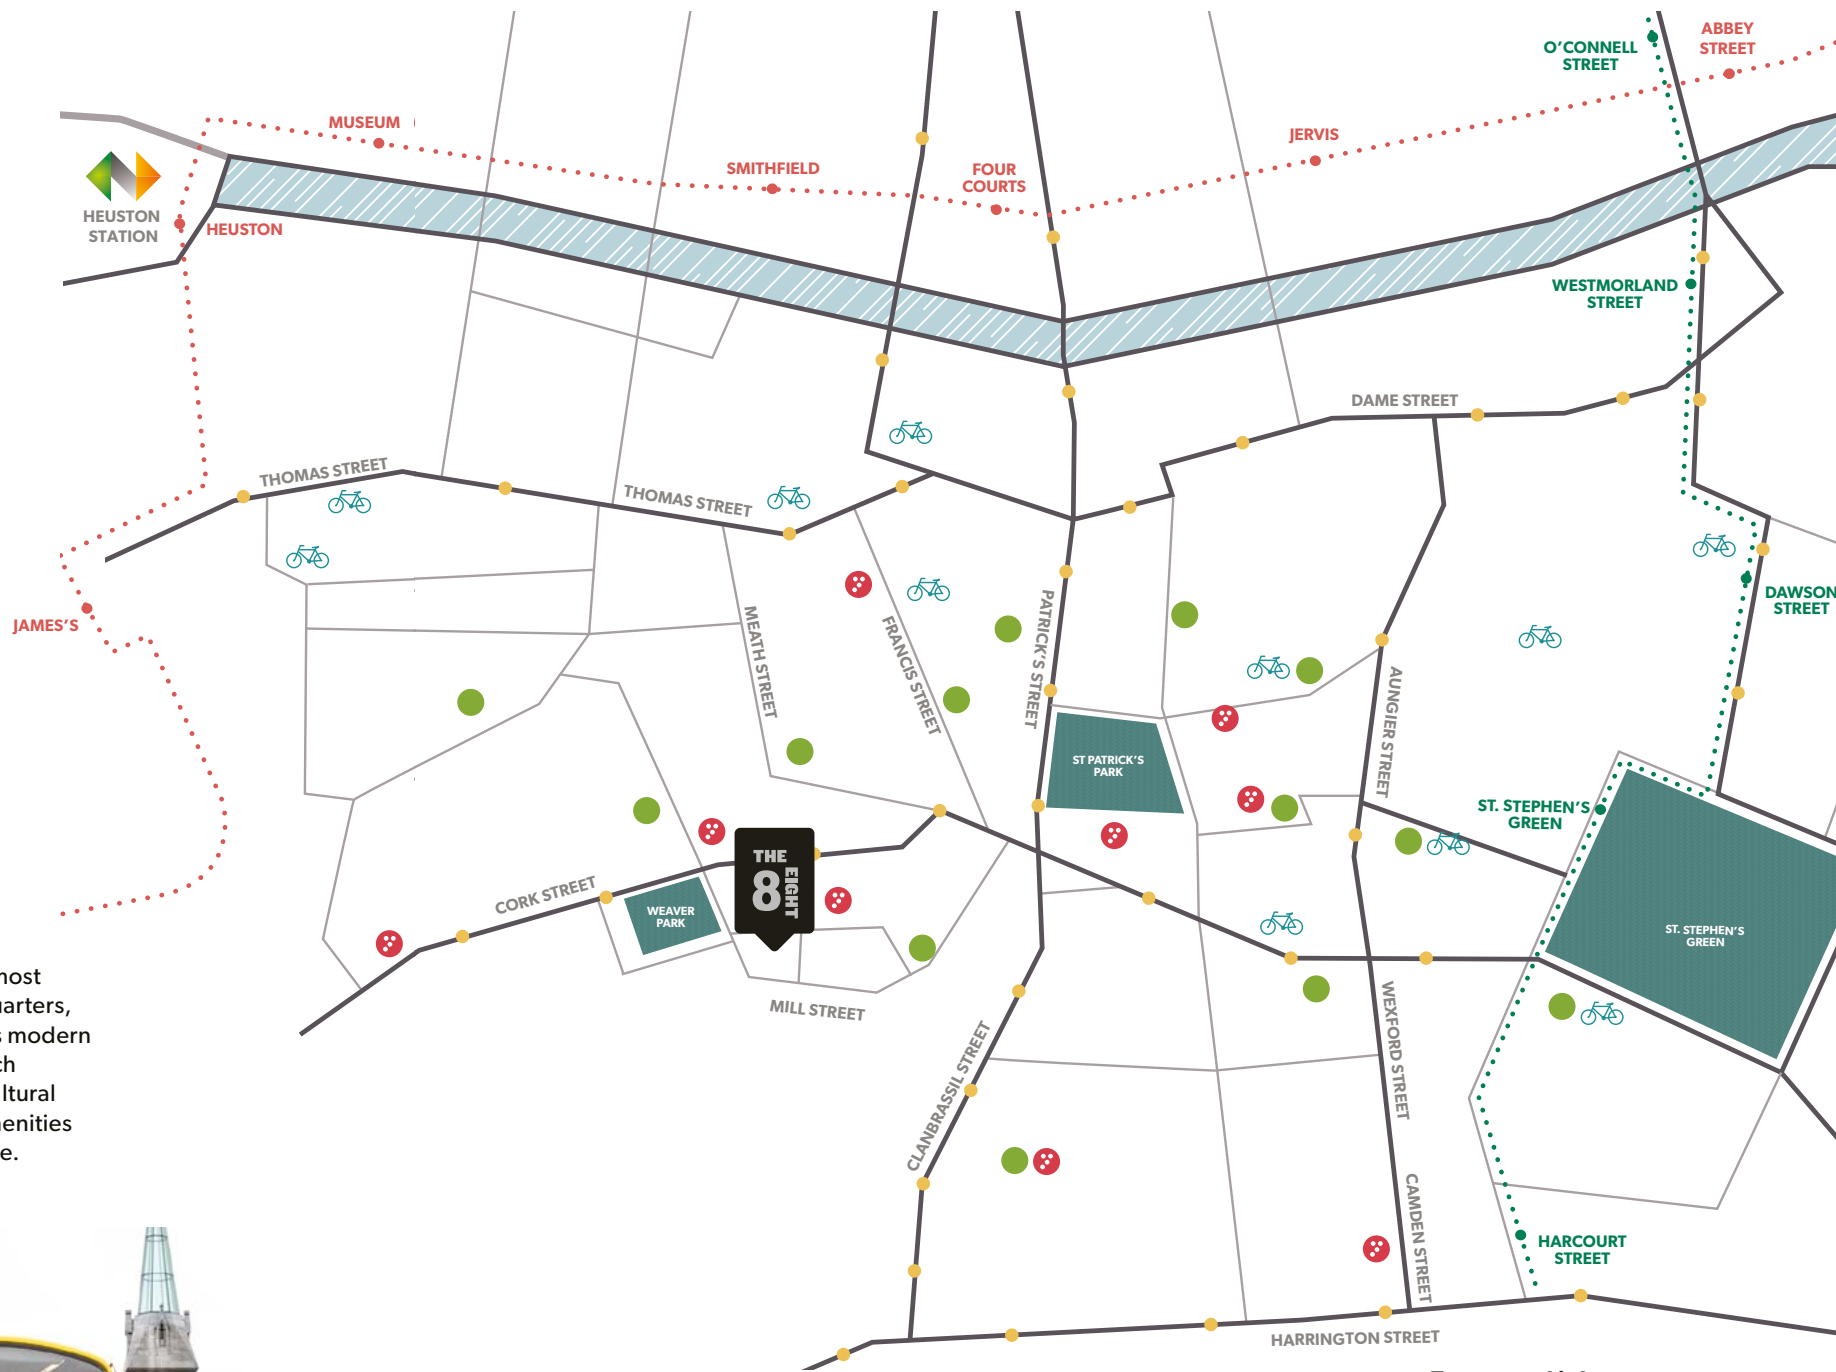 O'CONNELL
STREET
ABBEY
STREET
MUSEUM
SMITHFIELD
FOUR
COURTS
JERVIS
HEUSTON
STATION
HEUSTON
WESTMORLAND
STREET
DAME STREET
THOMAS STREET
THOMAS STREET
JAMES'S
MEATH STREET
FRANCIS STREET
PATRICK'S STREET
AUNGIER STREET
DAWSON
STREET
ST PATRICK'S
PARK
ST. STEPHEN'S
GREEN
THE
8
EIGHT
CORK STREET
WEAVER
PARK
ST. STEPHEN'S
GREEN
MILL STREET
WEXFORD STREET
CLANBRASSIL STREET
CAMDEN STREET
HARCOURT
STREET
HARRINGTON STREET
most
uarters,
s modern
ch
ltural
nenities
e.